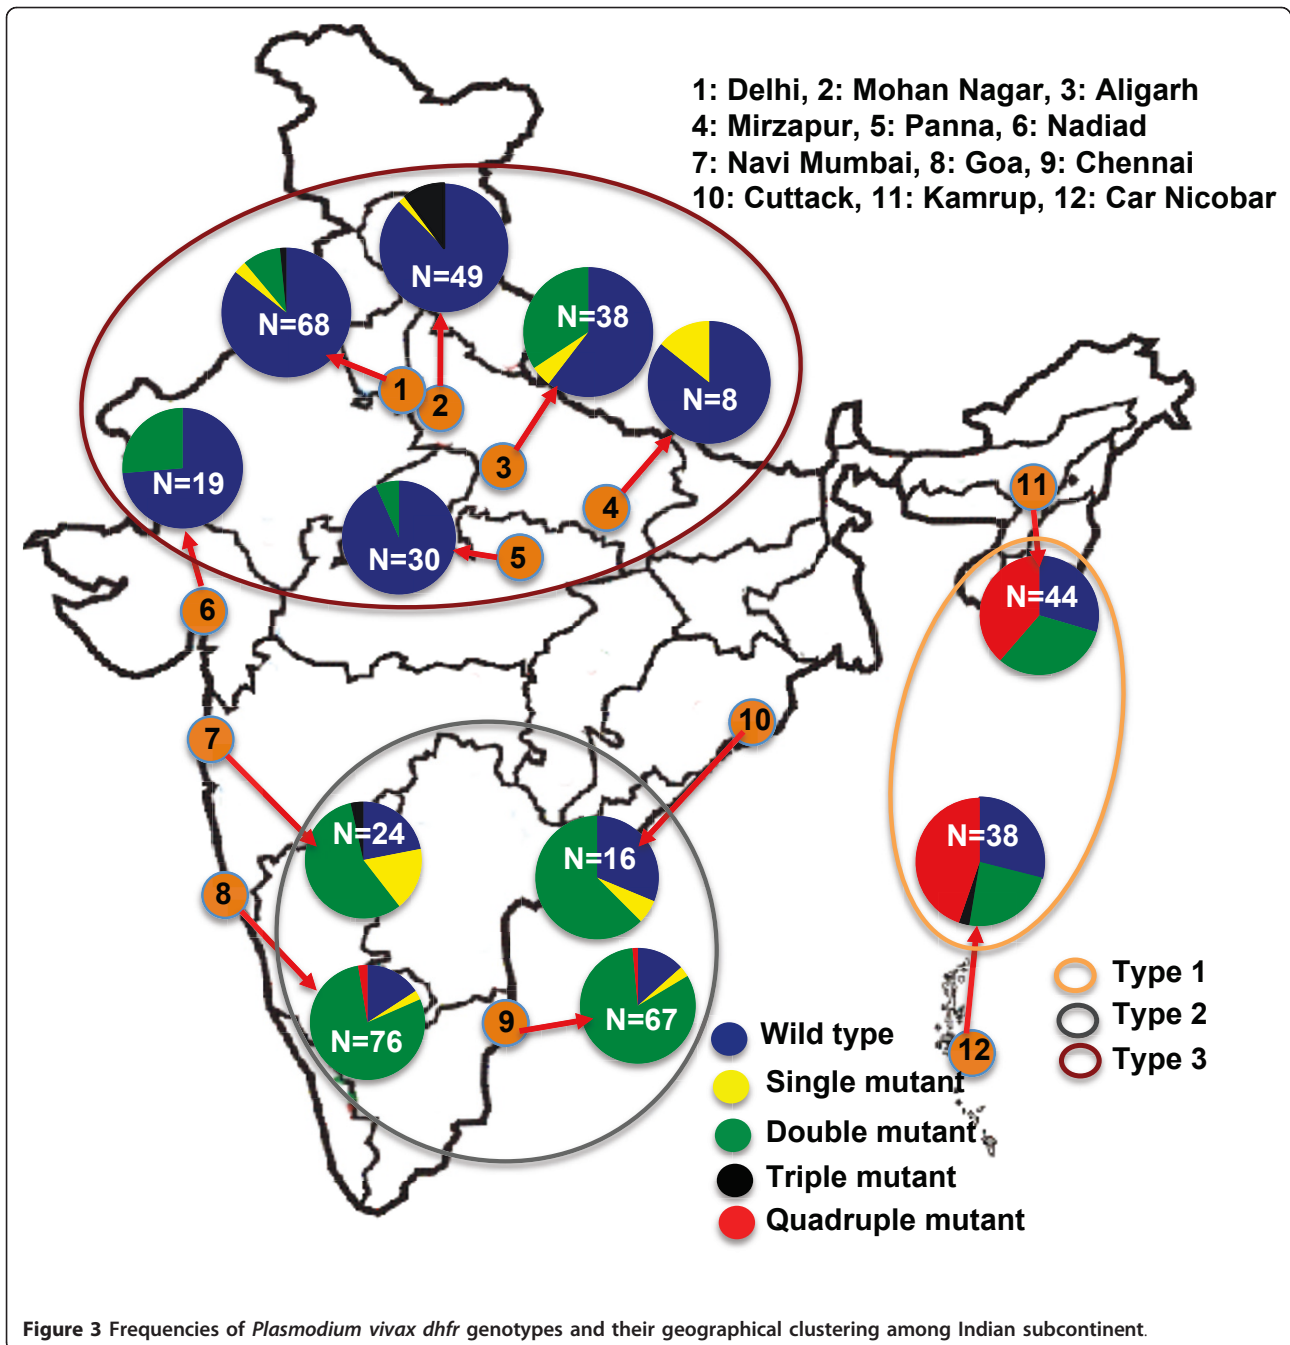 1: Delhi, 2: Mohan Nagar, 3: Aligarh
4: Mirzapur, 5: Panna, 6: Nadiad
7: Navi Mumbai, 8: Goa, 9: Chennai
10: Cuttack, 11: Kamrup, 12: Car Nicobar
N=49
N=68
N=38
N=8
1
2
3
N=19
4
11
N=30
5
6
N=44
7
10
N=24
N=38
N=16
8
N=76
9
N=67
12
Wild type
Single mutant
Double mutant
Triple mutant
Quadruple mutant
Type 1
Type 2
Type 3
Figure 3 Frequencies of Plasmodium vivax dhfr genotypes and their geographical clustering among Indian subcontinent.